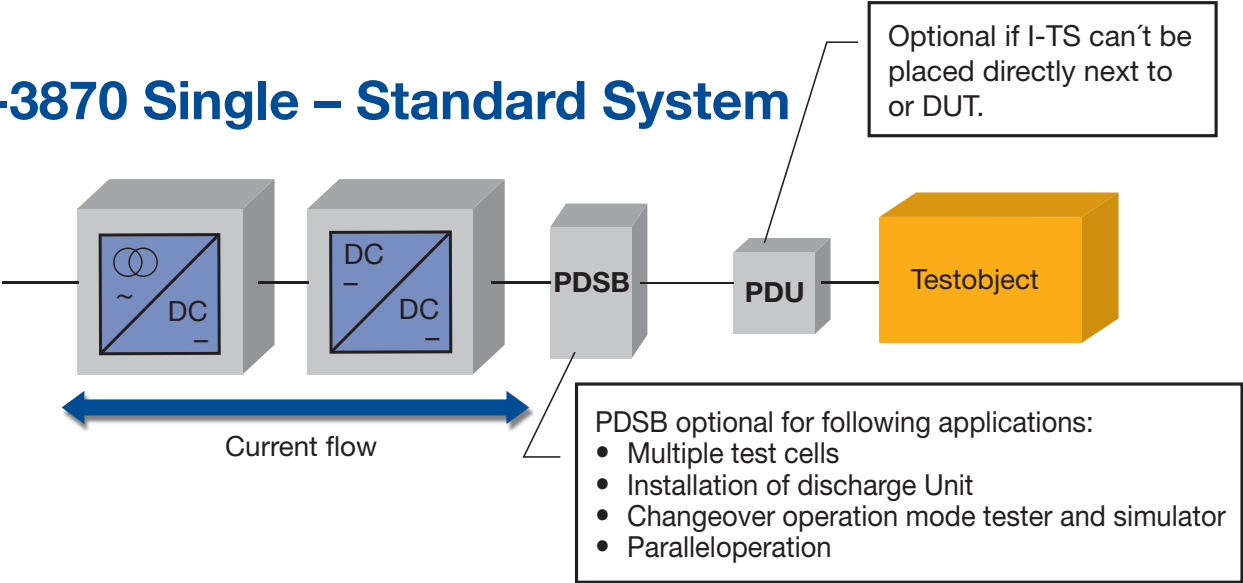 Optional if I-TS can´t be
placed directly next to
or DUT.
-3870 Single – Standard System
~
DC
–
DC
–
DC
–
PDSB
PDU
Testobject
Current flow
PDSB optional for following applications:
• Multiple test cells
• Installation of discharge Unit
• Changeover operation mode tester and simulator
• Paralleloperation